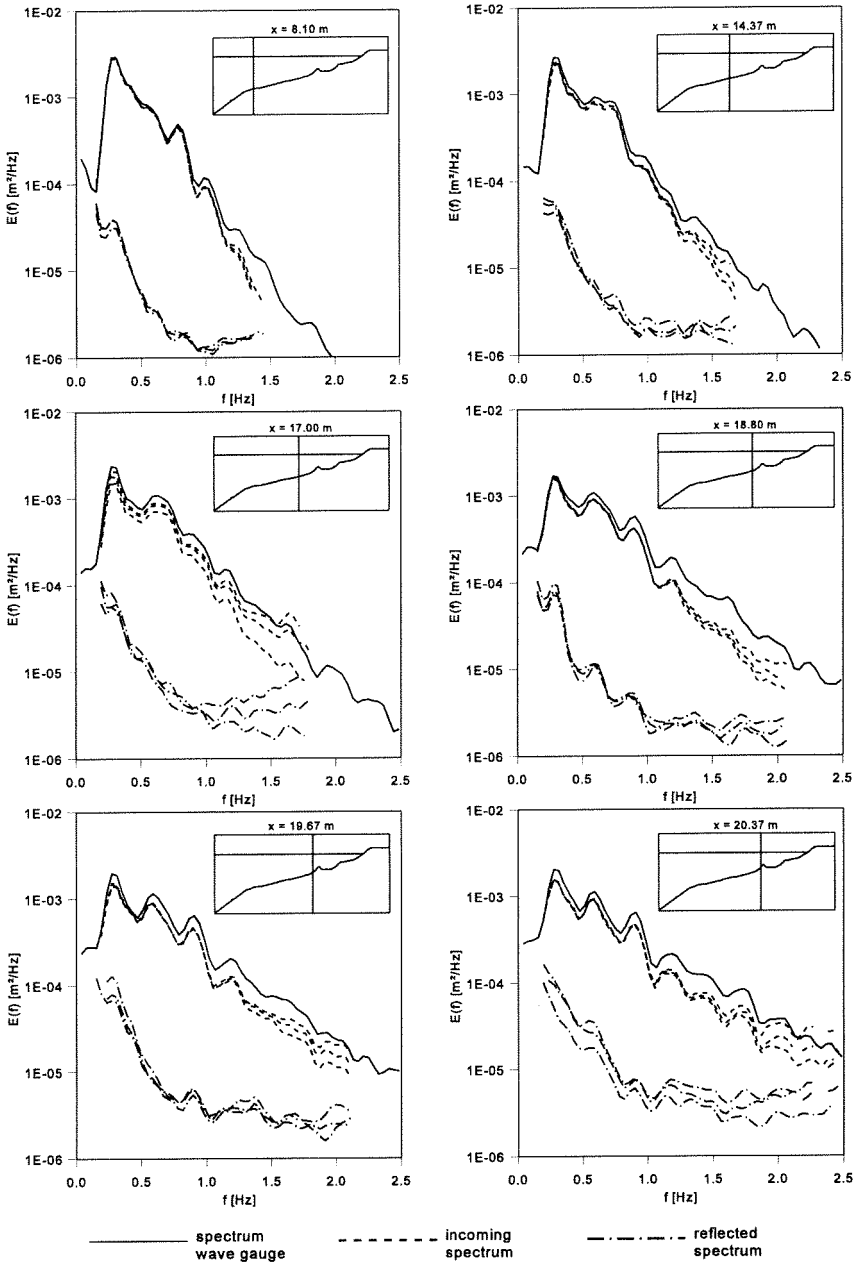 x = 8.10 m
1E-02
1E-03
1E-04
1E-05
1E-06
E(f) [m²/Hz]
0.0 0.5 1.0 1.5 2.0 2.5
f [Hz]
x = 14.37 m
1E-02
1E-03
1E-04
1E-05
1E-06
E(f) [m²/Hz]
0.0 0.5 1.0 1.5 2.0 2.5
f [Hz]
x = 17.00 m
1E-02
1E-03
1E-04
1E-05
1E-06
E(f) [m²/Hz]
0.0 0.5 1.0 1.5 2.0 2.5
f [Hz]
x = 18.80 m
1E-02
1E-03
1E-04
1E-05
1E-06
E(f) [m²/Hz]
0.0 0.5 1.0 1.5 2.0 2.5
f [Hz]
x = 19.67 m
1E-02
1E-03
1E-04
1E-05
1E-06
E(f) [m²/Hz]
0.0 0.5 1.0 1.5 2.0 2.5
f [Hz]
x = 20.37 m
1E-02
1E-03
1E-04
1E-05
1E-06
E(f) [m²/Hz]
0.0 0.5 1.0 1.5 2.0 2.5
f [Hz]
spectrum
wave gauge
incoming
spectrum
reflected
spectrum